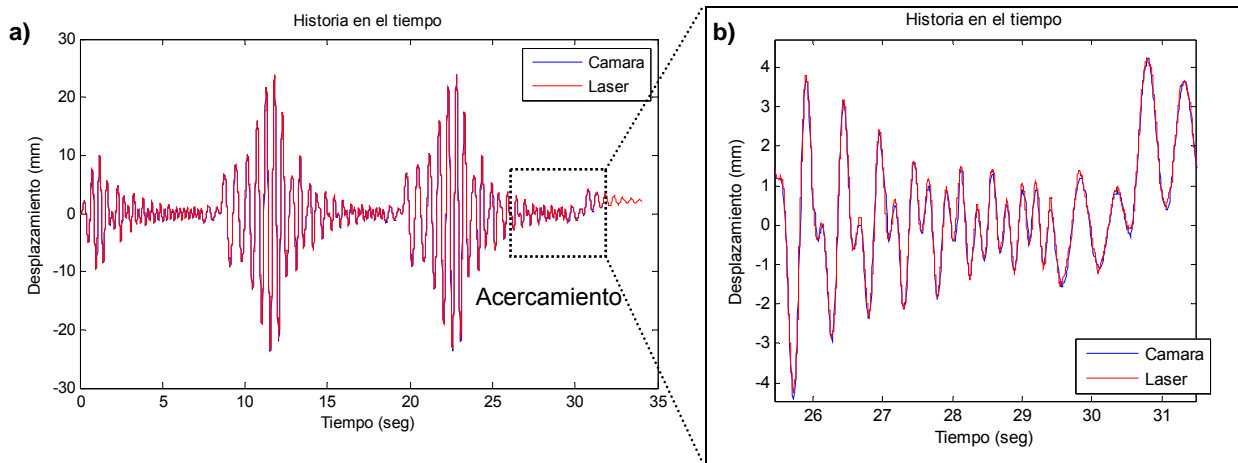 a)
Historia en el tiempo
Desplazamiento (mm)
30
20
10
0
-10
-20
-30
Camara
Laser
Acercamiento
0
5
10
15
20
25
30
35
Tiempo (seg)
b)
Historia en el tiempo
Desplazamiento (mm)
4
3
2
1
0
-1
-2
-3
-4
Camara
Laser
26
27
28
29
30
31
Tiempo (seg)